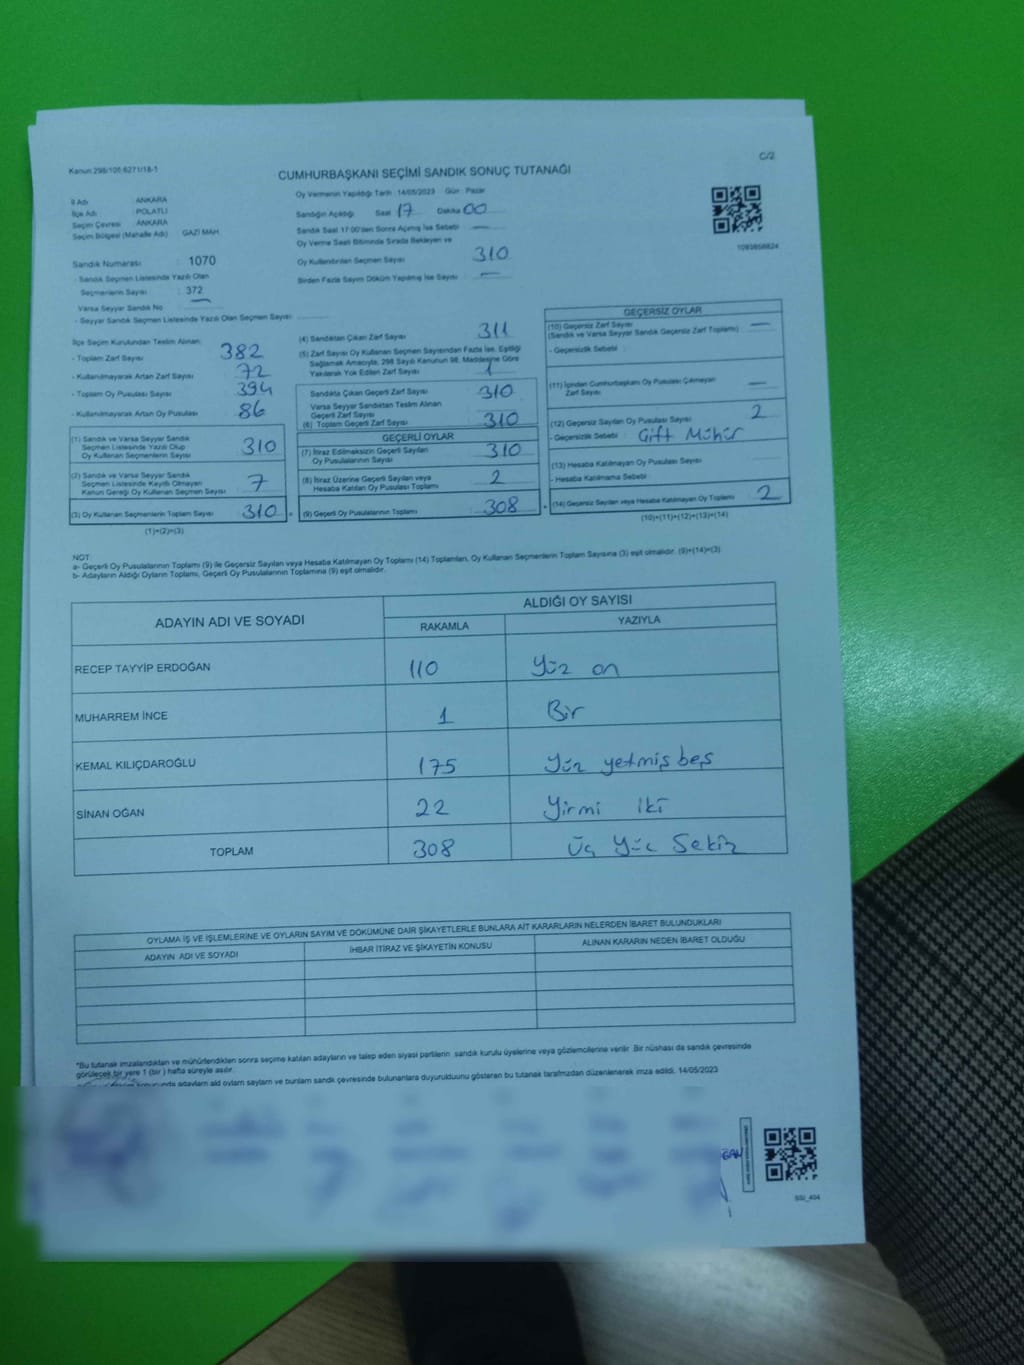 Kanun 298/105 6271/18-1
C/2
CUMHURBAŞKANI SEÇİMİ SANDIK SONUÇ TUTANAĞI
İl Adı : ANKARA
İlçe Adı : POLATLI
Seçim Çevresi : ANKARA
Seçim Bölgesi (Mahalle Adı) GAZİ MAH.
Sandık Numarası : 1070
- Sandık Seçmen Listesinde Yazılı Olan
Seçmenlerin Sayısı : 372
Varsa Seyyar Sandık No —
- Seyyar Sandık Seçmen Listesinde Yazılı Olan Seçmen Sayısı
Oy Vermenin Yapıldığı Tarih : 14/05/2023 Gün : Pazar
Sandığın Açıldığı Saat 17 Dakika 00
Sandık Saat 17:00'den Sonra Açılmış İse Sebebi —
Oy Verme Saati Bitiminde Sırada Bekleyen ve
Oy Kullandırılan Seçmen Sayısı 310
Birden Fazla Sayım Döküm Yapılmış İse Sayısı —
1093858824
İlçe Seçim Kurulundan Teslim Alınan:
- Toplam Zarf Sayısı 382
- Kullanılmayarak Artan Zarf Sayısı 72
- Toplam Oy Pusulası Sayısı 394
- Kullanılmayarak Artan Oy Pusulası 86
(1) Sandık ve Varsa Seyyar Sandık
Seçmen Listesinde Yazılı Olup
Oy Kullanan Seçmenlerin Sayısı 310
(2) Sandık ve Varsa Seyyar Sandık
Seçmen Listesinde Kayıtlı Olmayan
Kanun Gereği Oy Kullanan Seçmen Sayısı 7
(3) Oy Kullanan Seçmenlerin Toplam Sayısı 310
(1)+(2)=(3)
(4) Sandıktan Çıkan Zarf Sayısı 311
(5) Zarf Sayısı Oy Kullanan Seçmen Sayısından Fazla İse, Eşitliği
Sağlamak Amacıyla, 298 Sayılı Kanunun 98. Maddesine Göre
Yakılarak Yok Edilen Zarf Sayısı 1
Sandıkta Çıkan Geçerli Zarf Sayısı 310
Varsa Seyyar Sandıktan Teslim Alınan
Geçerli Zarf Sayısı
(6) Toplam Geçerli Zarf Sayısı 310
GEÇERLİ OYLAR
(7) İtiraz Edilmeksizin Geçerli Sayılan
Oy Pusulalarının Sayısı 310
(8) İtiraz Üzerine Geçerli Sayılan veya
Hesaba Katılan Oy Pusulası Toplamı 2
(9) Geçerli Oy Pusulalarının Toplamı 308
GEÇERSİZ OYLAR
(10) Geçersiz Zarf Sayısı —
(Sandık ve Varsa Seyyar Sandık Geçersiz Zarf Toplamı)
- Geçersizlik Sebebi :
(11) İçinden Cumhurbaşkanı Oy Pusulası Çıkmayan
Zarf Sayısı —
(12) Geçersiz Sayılan Oy Pusulası Sayısı 2
- Geçersizlik Sebebi : Çift Mühür
(13) Hesaba Katılmayan Oy Pusulası Sayısı
- Hesaba Katılmama Sebebi :
(14) Geçersiz Sayılan veya Hesaba Katılmayan Oy Toplamı 2
(10)+(11)+(12)+(13)=(14)
NOT:
a- Geçerli Oy Pusulalarının Toplamı (9) ile Geçersiz Sayılan veya Hesaba Katılmayan Oy Toplamı (14) Toplamları, Oy Kullanan Seçmenlerin Toplam Sayısına (3) eşit olmalıdır. (9)+(14)=(3)
b- Adayların Aldığı Oyların Toplamı, Geçerli Oy Pusulalarının Toplamına (9) eşit olmalıdır.
ADAYIN ADI VE SOYADI
ALDIĞI OY SAYISI
RAKAMLA YAZIYLA
RECEP TAYYİP ERDOĞAN 110 Yüz on
MUHARREM İNCE 1 Bir
KEMAL KILIÇDAROĞLU 175 Yüz yetmiş beş
SİNAN OĞAN 22 Yirmi İki
TOPLAM 308 Üç Yüz Sekiz
OYLAMA İŞ VE İŞLEMLERİNE VE OYLARIN SAYIM VE DÖKÜMÜNE DAİR ŞİKAYETLERLE BUNLARA AİT KARARLARIN NELERDEN İBARET BULUNDUKLARI
ADAYIN ADI VE SOYADI İHBAR İTİRAZ VE ŞİKAYETİN KONUSU ALINAN KARARIN NEDEN İBARET OLDUĞU
*Bu tutanak imzalandıktan ve mühürlendikten sonra seçime katılan adayların ve talep eden siyasi partilerin sandık kurulu üyelerine veya gözlemcilerine verilir. Bir nüshası da sandık çevresinde
görülecek bir yere 1 (bir) hafta süreyle asılır.
adayların aldı oyların sayların ve bunların sandık çevresinde bulunanlara duyurulduunu gösteren bu tutanak tarafımızdan düzenlenerek imza edildi. 14/05/2023
SSI_404